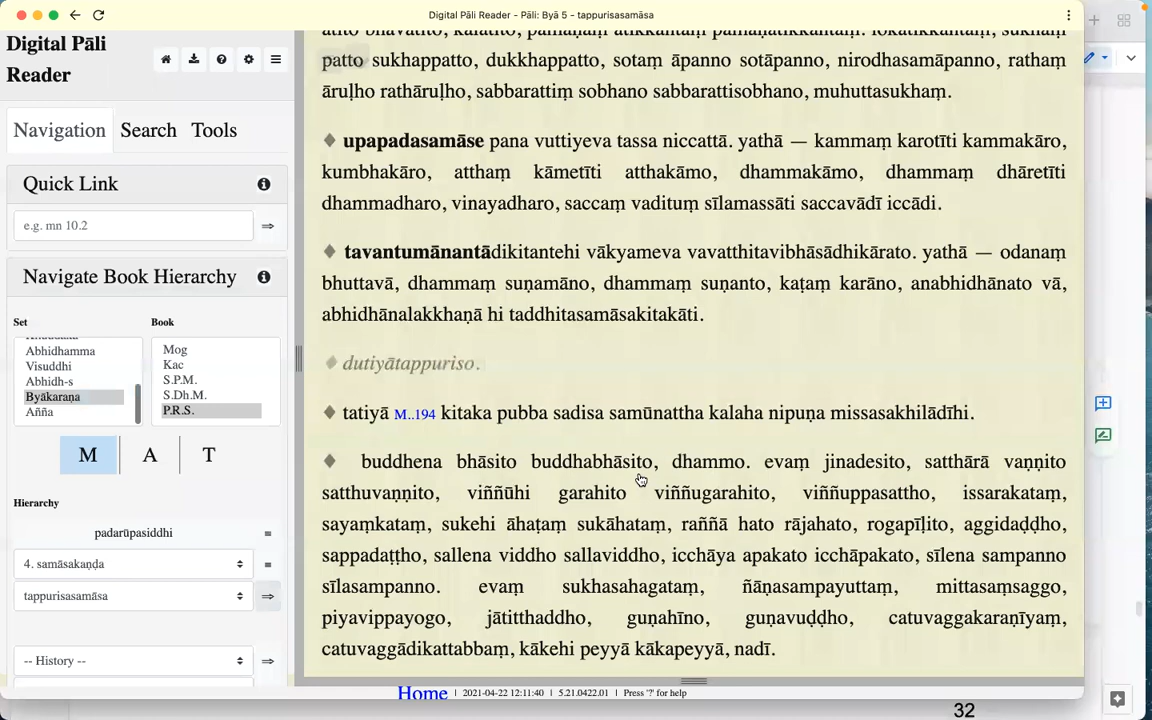 Digital Pāli Reader - Pāli: Byā 5 - tappurisasamāsa
Digital Pāli
Reader
Navigation
Search
Tools
Quick Link
e.g. mn 10.2
⇒
Navigate Book Hierarchy
Set
Book
Abhidhamma
Visuddhi
Abhidh-s
Byākaraṇa
Añña
Mog
Kac
S.P.M.
S.Dh.M.
P.R.S.
M
A
T
Hierarchy
padarūpasiddhi
=
4. samāsakaṇḍa
=
tappurisasamāsa
⇒
-- History --
⇒
patto sukhappatto, dukkhappatto, sotaṃ āpanno sotāpanno, nirodhasamāpanno, rathaṃ
āruḷho rathāruḷho, sabbarattiṃ sobhano sabbarattisobhano, muhuttasukhaṃ.
♦ upapadasamāse pana vuttiyeva tassa niccattā. yathā — kammaṃ karotīti kammakāro,
kumbhakāro, atthaṃ kāmetīti atthakāmo, dhammakāmo, dhammaṃ dhāretīti
dhammadharo, vinayadharo, saccaṃ vadituṃ sīlamassāti saccavādī iccādi.
♦ tavantumānantādikitantehi vākyameva vavatthitavibhāsādhikārato. yathā — odanaṃ
bhuttavā, dhammaṃ suṇamāno, dhammaṃ suṇanto, kaṭaṃ karāno, anabhidhānato vā,
abhidhānalakkhaṇā hi taddhitasamāsakitakāti.
♦ dutiyātappuriso.
♦ tatiyā M..194 kitaka pubba sadisa samūnattha kalaha nipuṇa missasakhilādīhi.
♦ buddhena bhāsito buddhabhāsito, dhammo. evaṃ jinadesito, satthārā vaṇṇito
satthuvaṇṇito, viññūhi garahito viññugarahito, viññuppasattho, issarakataṃ,
sayaṃkataṃ, sukehi āhaṭaṃ sukāhataṃ, raññā hato rājahato, rogapīḷito, aggidaḍḍho,
sappadaṭṭho, sallena viddho sallaviddho, icchāya apakato icchāpakato, sīlena sampanno
sīlasampanno. evaṃ sukhasahagataṃ, ñāṇasampayuttaṃ, mittasaṃsaggo,
piyavippayogo, jātitthaddho, guṇahīno, guṇavuḍḍho, catuvaggakaraṇīyaṃ,
catuvaggādikattabbaṃ, kākehi peyyā kākapeyyā, nadī.
Home | 2021-04-22 12:11:40 | 5.21.0422.01 | Press '?' for help
32